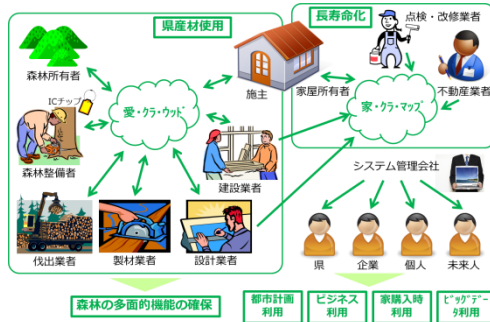 県産材使用
長寿命化
森林所有者
ICチップ
森林整備者
愛・クラ・ウッド
施主
家屋所有者
点検・改修業者
不動産業者
家・クラ・マップ
建設業者
伐出業者
製材業者
設計業者
システム管理会社
県
企業
個人
未来人
森林の多面的機能の確保
都市計画
利用
ビジネス
利用
家購入時
利用
ビッグデー
タ利用